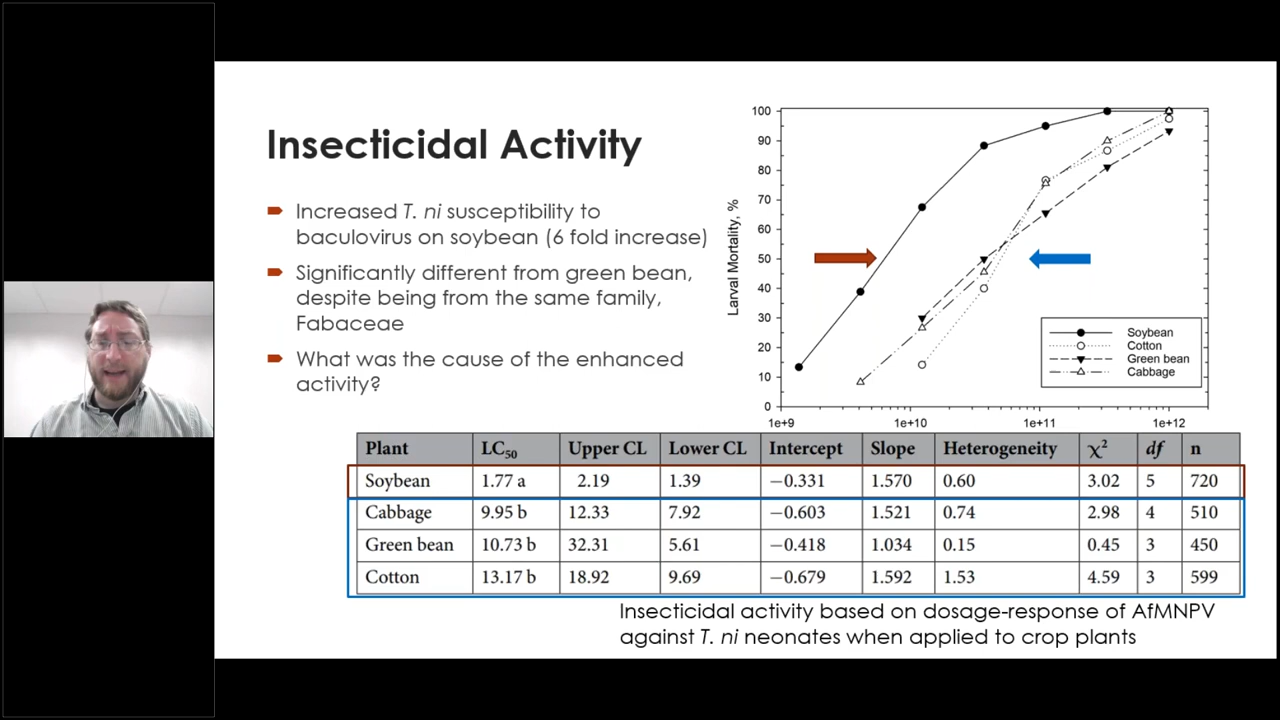 Insecticidal Activity
Increased T. ni susceptibility to
baculovirus on soybean (6 fold increase)
Significantly different from green bean,
despite being from the same family,
Fabaceae
What was the cause of the enhanced
activity?
Larval Mortality, %
100
90
80
70
60
50
40
30
20
10
0
1e+9 1e+10 1e+11 1e+12
Soybean
Cotton
Green bean
Cabbage
Plant LC50 Upper CL Lower CL Intercept Slope Heterogeneity χ² df n
Soybean 1.77 a 2.19 1.39 −0.331 1.570 0.60 3.02 5 720
Cabbage 9.95 b 12.33 7.92 −0.603 1.521 0.74 2.98 4 510
Green bean 10.73 b 32.31 5.61 −0.418 1.034 0.15 0.45 3 450
Cotton 13.17 b 18.92 9.69 −0.679 1.592 1.53 4.59 3 599
Insecticidal activity based on dosage-response of AfMNPV
against T. ni neonates when applied to crop plants